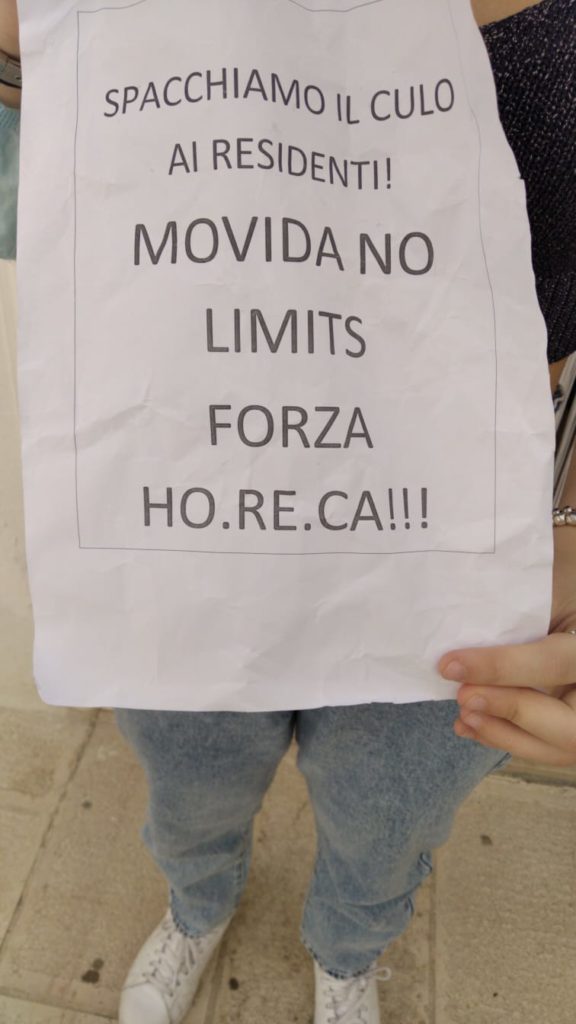 SPACCHIAMO IL CULO
AI RESIDENTI!
MOVIDA NO
LIMITS
FORZA
HO.RE.CA!!!